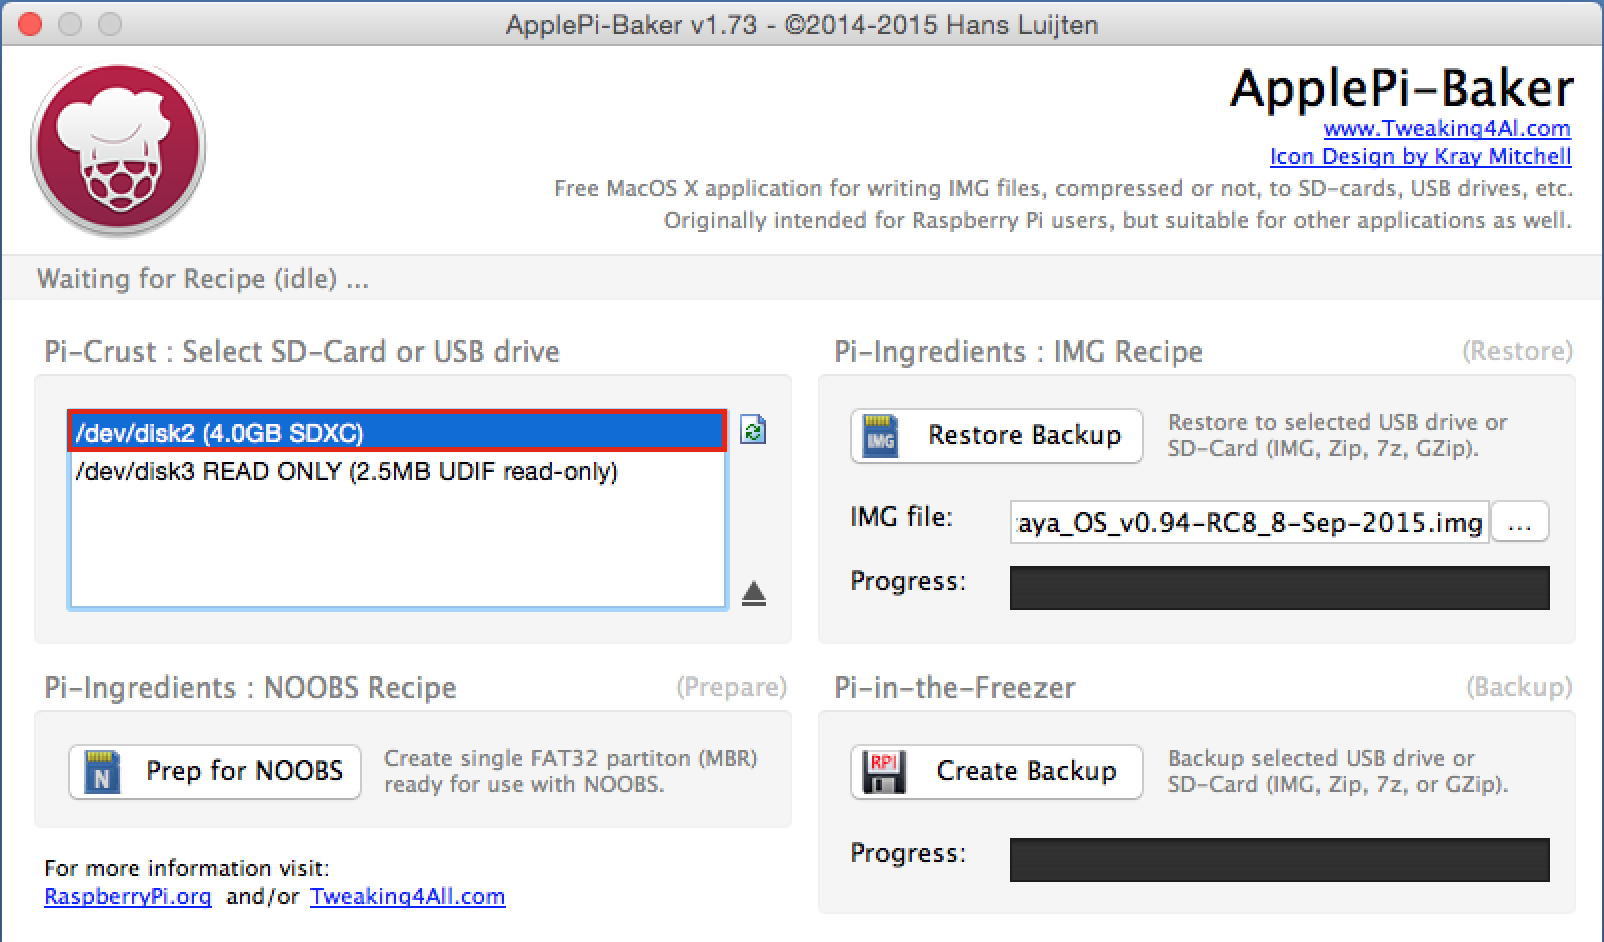 ApplePi-Baker v1.73 - ©2014-2015 Hans Luijten
ApplePi-Baker
www.Tweaking4Al.com
Icon Design by Kray Mitchell
Free MacOS X application for writing IMG files, compressed or not, to SD-cards, USB drives, etc.
Originally intended for Raspberry Pi users, but suitable for other applications as well.
Waiting for Recipe (idle) ...
Pi-Crust : Select SD-Card or USB drive
/dev/disk2 (4.0GB SDXC)
/dev/disk3 READ ONLY (2.5MB UDIF read-only)
Pi-Ingredients : IMG Recipe (Restore)
IMG
Restore Backup
Restore to selected USB drive or
SD-Card (IMG, Zip, 7z, GZip).
IMG file: aya_OS_v0.94-RC8_8-Sep-2015.img ...
Progress:
Pi-Ingredients : NOOBS Recipe (Prepare)
N
Prep for NOOBS
Create single FAT32 partiton (MBR)
ready for use with NOOBS.
Pi-in-the-Freezer (Backup)
RPI
Create Backup
Backup selected USB drive or
SD-Card (IMG, Zip, 7z, or GZip).
Progress:
For more information visit:
RaspberryPi.org and/or Tweaking4All.com